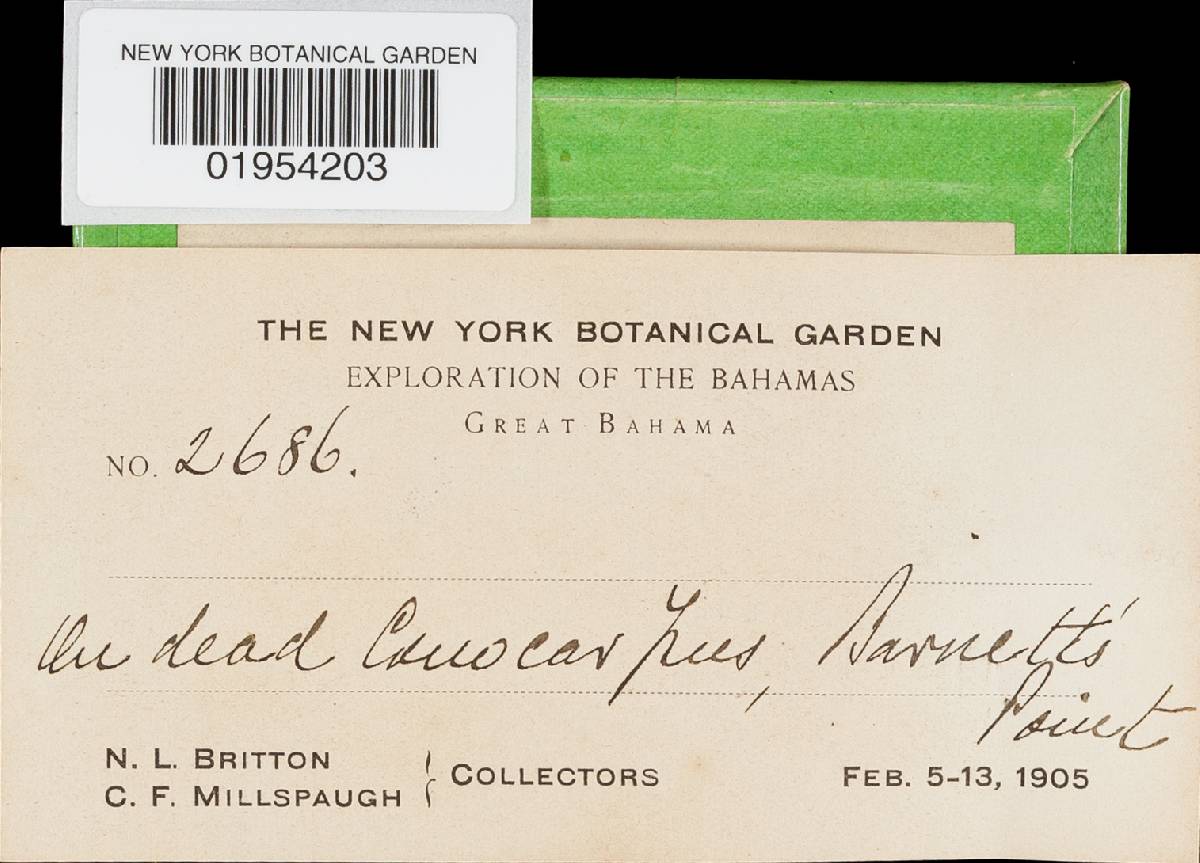 NEW YORK BOTANICAL GARDEN
01954203
THE NEW YORK BOTANICAL GARDEN
EXPLORATION OF THE BAHAMAS
GREAT BAHAMA
NO. 2686.
On dead Conocarpus, Barnett's
Point
N. L. BRITTON
C. F. MILLSPAUGH
COLLECTORS
FEB. 5-13, 1905